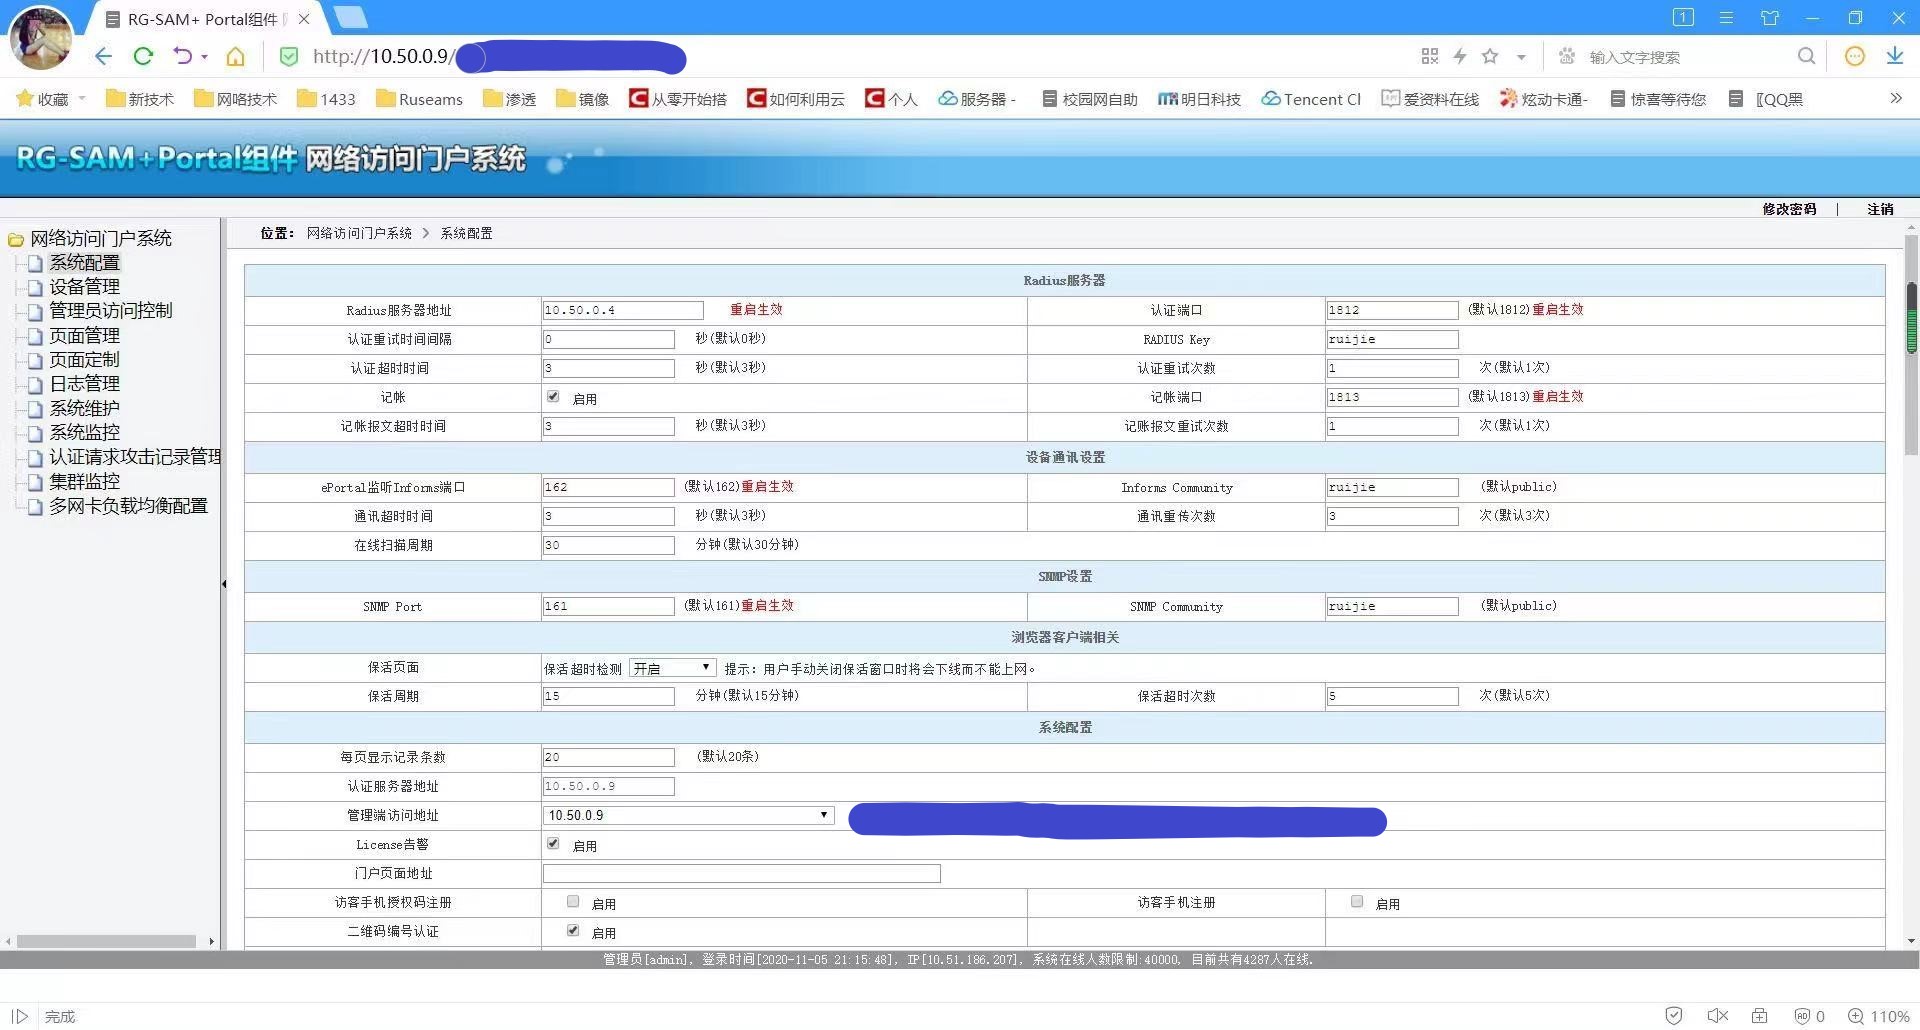 RG-SAM+ Portal组件
1
http://10.50.0.9/
输入文字搜索
收藏 新技术 网络技术 1433 Ruseams 渗透 镜像 从零开始搭 如何利用云 个人 服务器 - 校园网自助 明日科技 Tencent Cl 爱资料在线 炫动卡通- 惊喜等待您 〖QQ黑
RG-SAM+Portal组件 网络访问门户系统
修改密码 | 注销
网络访问门户系统
系统配置
设备管理
管理员访问控制
页面管理
页面定制
日志管理
系统维护
系统监控
认证请求攻击记录管理
集群监控
多网卡负载均衡配置
位置： 网络访问门户系统 > 系统配置
Radius服务器
Radius服务器地址 10.50.0.4 重启生效 认证端口 1812 (默认1812)重启生效
认证重试时间间隔 0 秒(默认0秒) RADIUS Key ruijie
认证超时时间 3 秒(默认3秒) 认证重试次数 1 次(默认1次)
记帐 启用 记帐端口 1813 (默认1813)重启生效
记帐报文超时时间 3 秒(默认3秒) 记账报文重试次数 1 次(默认1次)
设备通讯设置
ePortal监听Informs端口 162 (默认162)重启生效 Informs Community ruijie (默认public)
通讯超时时间 3 秒(默认3秒) 通讯重传次数 3 次(默认3次)
在线扫描周期 30 分钟(默认30分钟)
SNMP设置
SNMP Port 161 (默认161)重启生效 SNMP Community ruijie (默认public)
浏览器客户端相关
保活页面 保活超时检测 开启 提示：用户手动关闭保活窗口时将会下线而不能上网。
保活周期 15 分钟(默认15分钟) 保活超时次数 5 次(默认5次)
系统配置
每页显示记录条数 20 (默认20条)
认证服务器地址 10.50.0.9
管理端访问地址 10.50.0.9
License告警 启用
门户页面地址
访客手机授权码注册 启用 访客手机注册 启用
二维码编号认证 启用
管理员[admin]，登录时间[2020-11-05 21:15:48]，IP[10.51.186.207]，系统在线人数限制:40000，目前共有4287人在线.
完成
0 110%